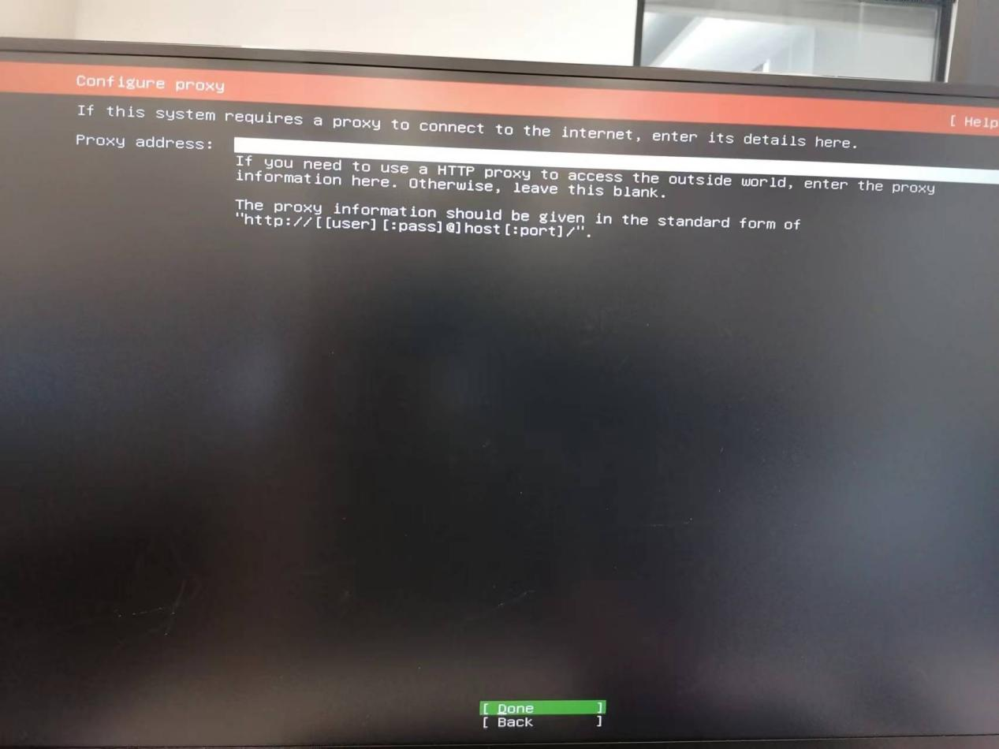 Configure proxy
[ Help
If this system requires a proxy to connect to the internet, enter its details here.
Proxy address:
If you need to use a HTTP proxy to access the outside world, enter the proxy
information here. Otherwise, leave this blank.
The proxy information should be given in the standard form of
"http://[[user][:pass]@]host[:port]/".
[ Done ]
[ Back ]